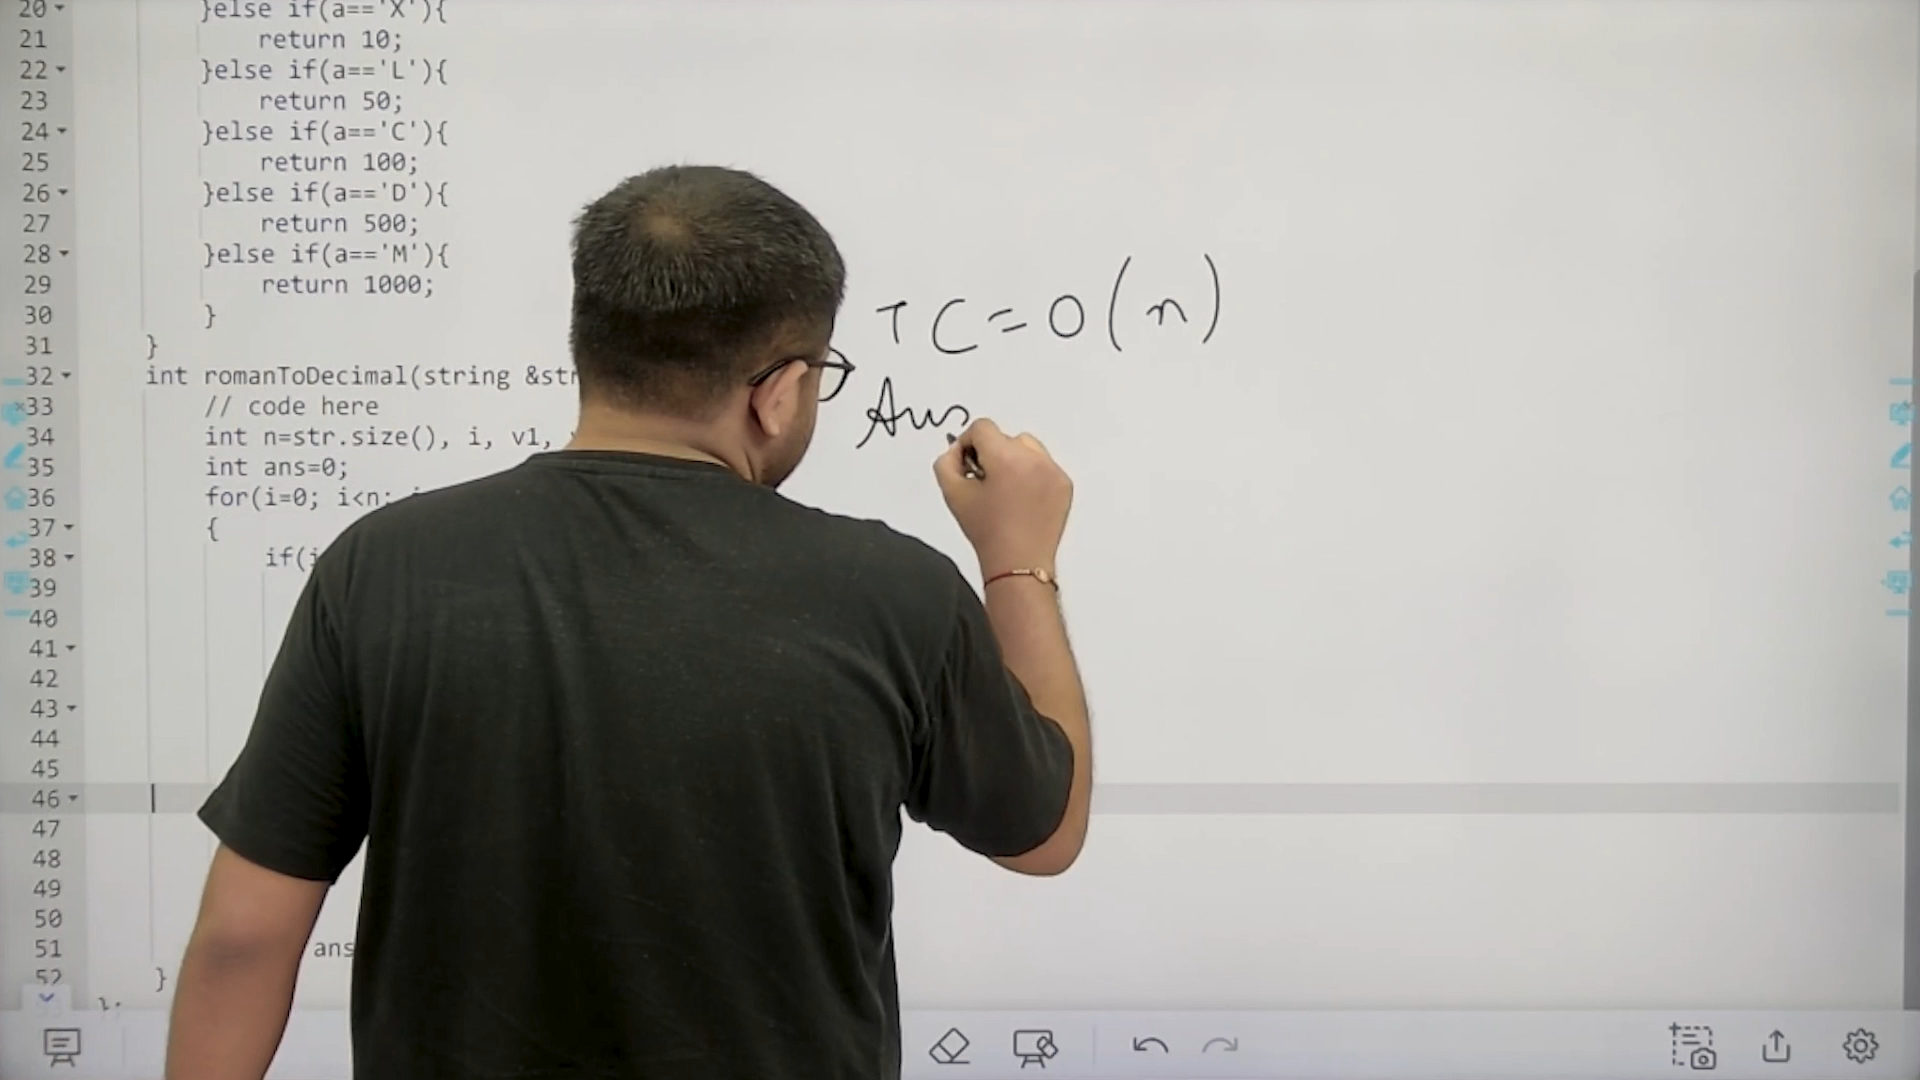 20 }else if(a=='X'){
21 return 10;
22 }else if(a=='L'){
23 return 50;
24 }else if(a=='C'){
25 return 100;
26 }else if(a=='D'){
27 return 500;
28 }else if(a=='M'){
29 return 1000;
30 }
31 }
32 int romanToDecimal(string &str
33 // code here
34 int n=str.size(), i, v1,
35 int ans=0;
36 for(i=0; i<n;
37 {
38 if(i
39
40
41
42
43
44
45
46
47
48
49
50
51 ans
52 }
53 };
TC=O(n)
Aus